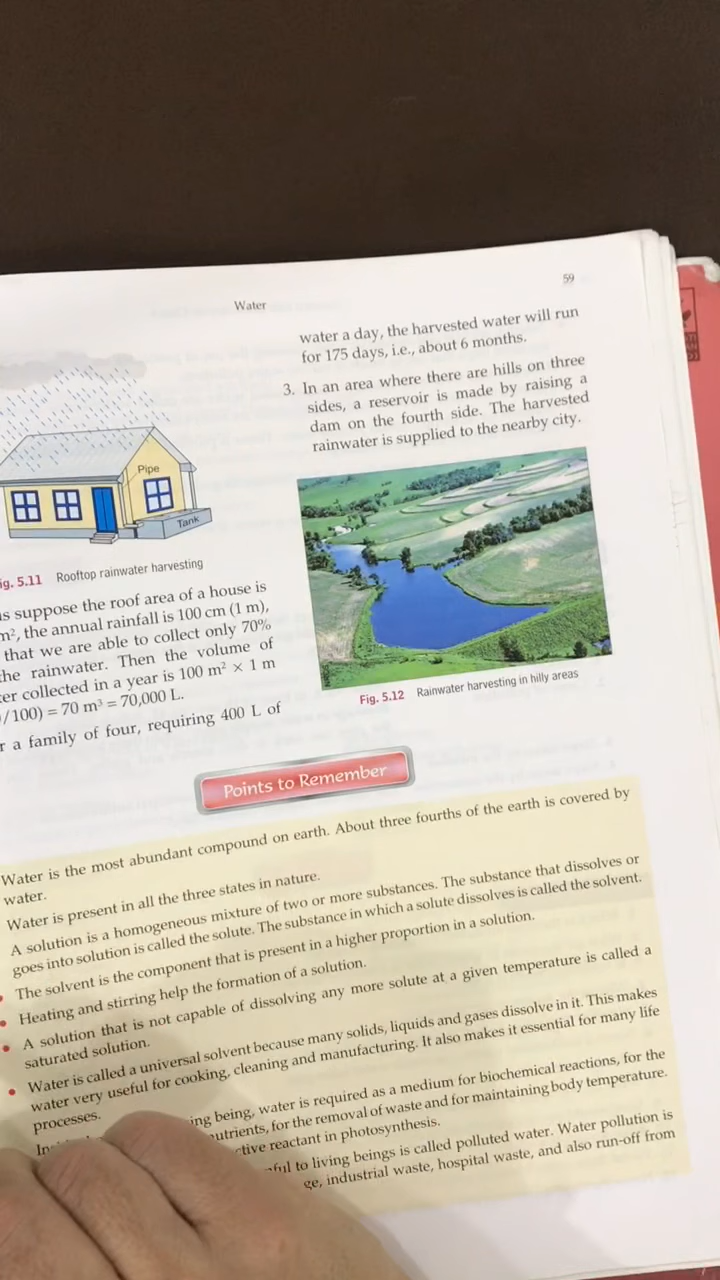 59
Water
Pipe
Tank
Fig. 5.11 Rooftop rainwater harvesting
suppose the roof area of a house is
m², the annual rainfall is 100 cm (1 m),
that we are able to collect only 70%
the rainwater. Then the volume of
collected in a year is 100 m² × 1 m
/100) = 70 m³ = 70,000 L.
a family of four, requiring 400 L of
water a day, the harvested water will run
for 175 days, i.e., about 6 months.
3. In an area where there are hills on three
sides, a reservoir is made by raising a
dam on the fourth side. The harvested
rainwater is supplied to the nearby city.
Fig. 5.12 Rainwater harvesting in hilly areas
Points to Remember
Water is the most abundant compound on earth. About three fourths of the earth is covered by
water.
Water is present in all the three states in nature.
A solution is a homogeneous mixture of two or more substances. The substance that dissolves or
goes into solution is called the solute. The substance in which a solute dissolves is called the solvent.
• The solvent is the component that is present in a higher proportion in a solution.
• Heating and stirring help the formation of a solution.
• A solution that is not capable of dissolving any more solute at a given temperature is called a
saturated solution.
• Water is called a universal solvent because many solids, liquids and gases dissolve in it. This makes
water very useful for cooking, cleaning and manufacturing. It also makes it essential for many life
processes.
being, water is required as a medium for biochemical reactions, for the
for the removal of waste and for maintaining body temperature.
reactant in photosynthesis.
to living beings is called polluted water. Water pollution is
industrial waste, hospital waste, and also run-off from